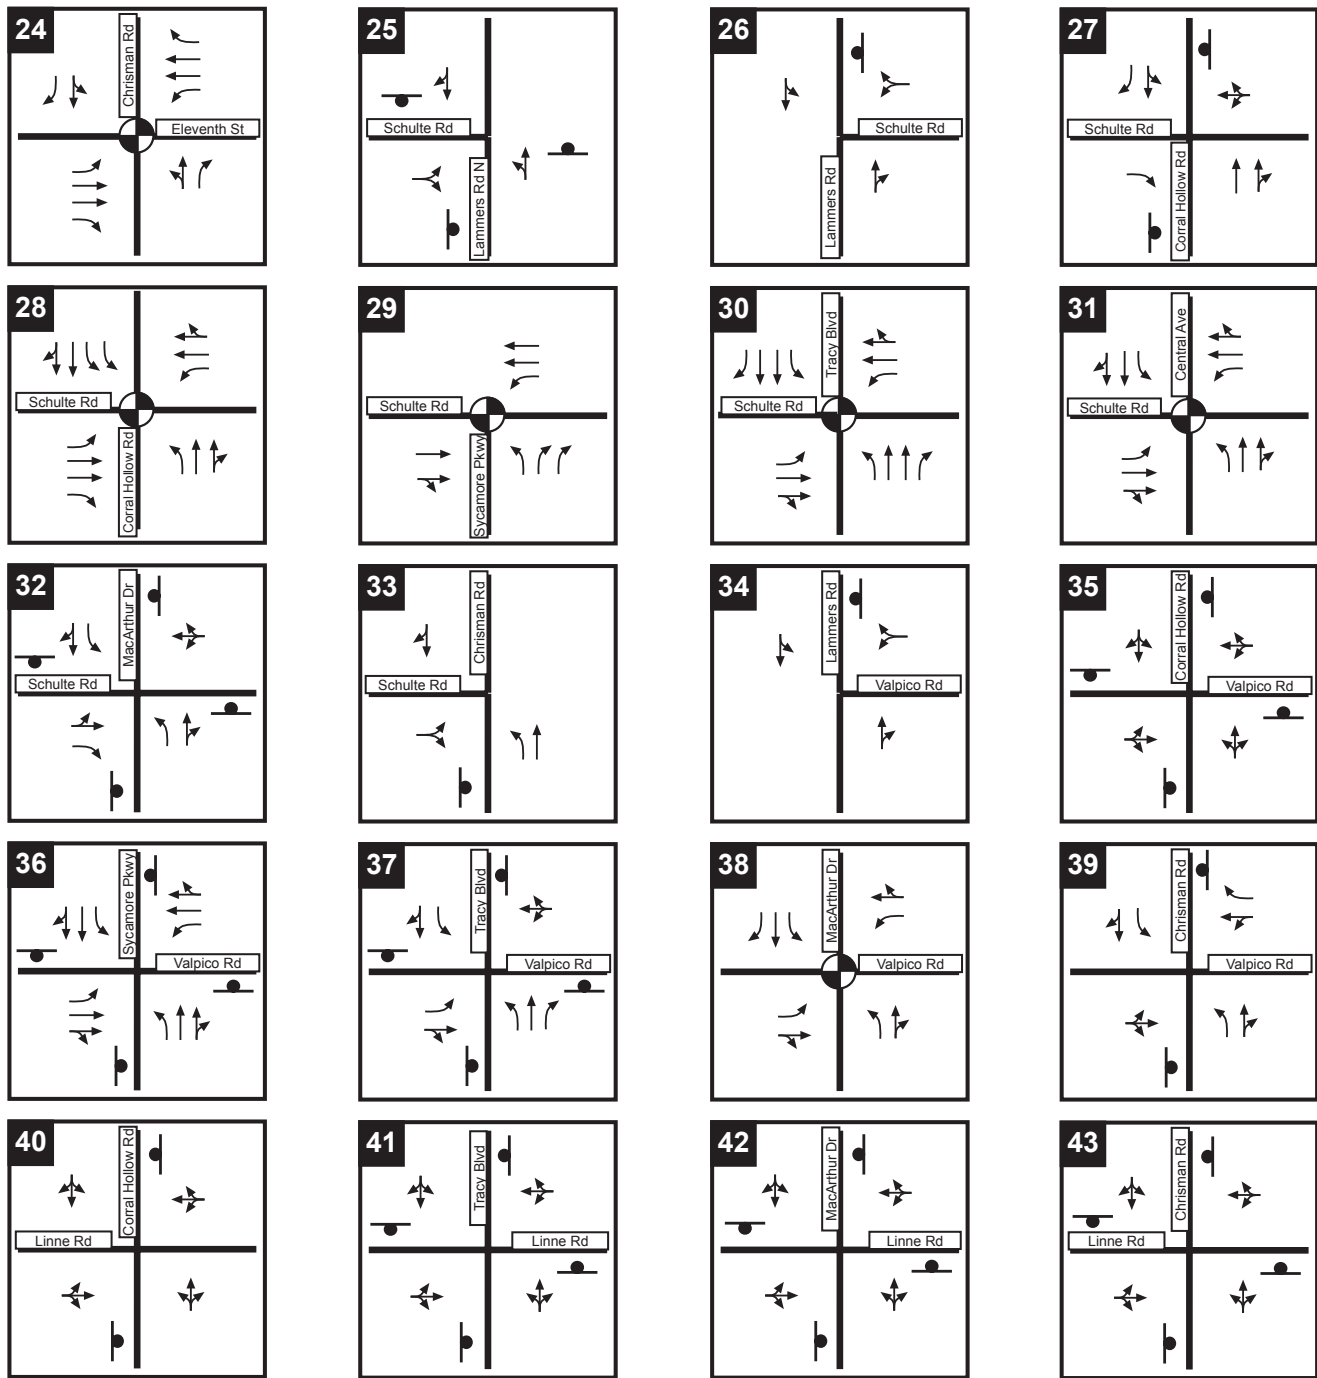 24
Chrisman Rd
Eleventh St
25
Schulte Rd
Lammers Rd N
26
Schulte Rd
Lammers Rd
27
Schulte Rd
Corral Hollow Rd
28
Schulte Rd
Corral Hollow Rd
29
Schulte Rd
Sycamore Pkwy
30
Tracy Blvd
Schulte Rd
31
Central Ave
Schulte Rd
32
MacArthur Dr
Schulte Rd
33
Chrisman Rd
Schulte Rd
34
Lammers Rd
Valpico Rd
35
Corral Hollow Rd
Valpico Rd
36
Sycamore Pkwy
Valpico Rd
37
Tracy Blvd
Valpico Rd
38
MacArthur Dr
Valpico Rd
39
Chrisman Rd
Valpico Rd
40
Corral Hollow Rd
Linne Rd
41
Tracy Blvd
Linne Rd
42
MacArthur Dr
Linne Rd
43
Chrisman Rd
Linne Rd